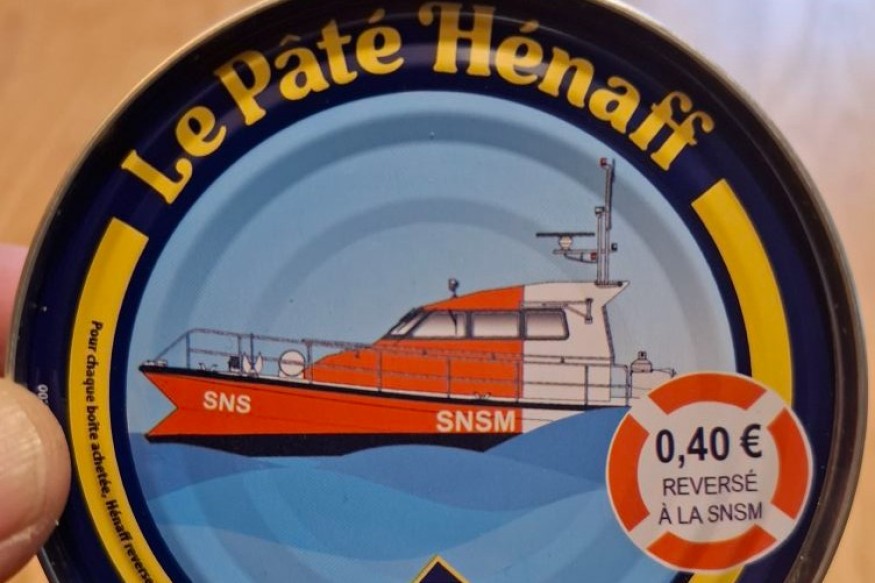 Le Pâté Hénaff
SNS
SNSM
0,40 €
REVERSÉ
À LA SNSM
Pour chaque boîte achetée, Hénaff reverse